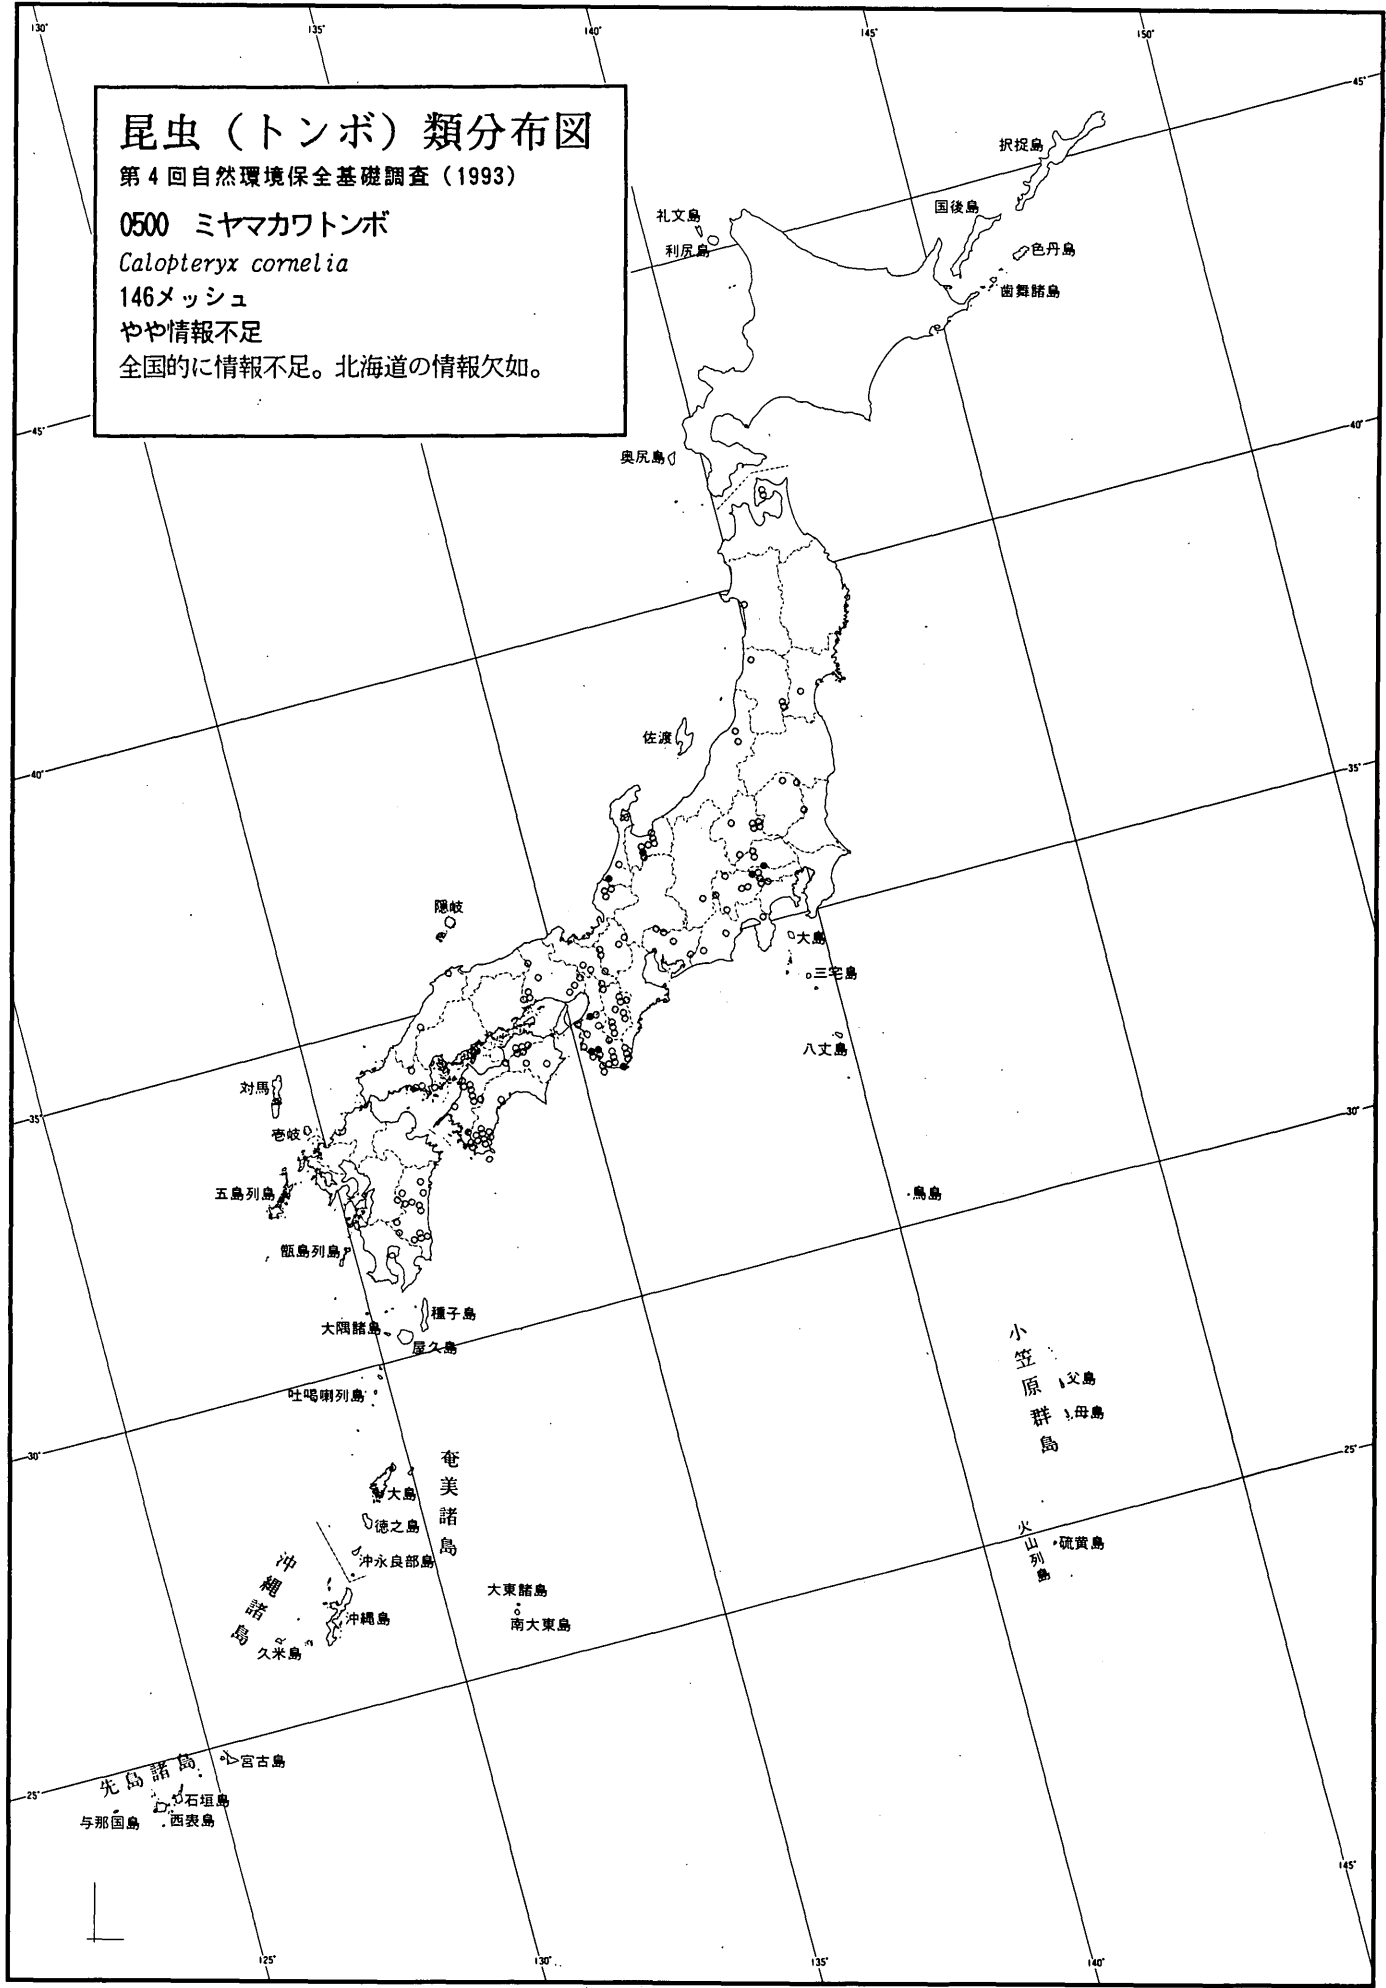 130°
135°
140°
145°
150°
45°
昆虫（トンボ）類分布図
第4回自然環境保全基礎調査（1993）
0500　ミヤマカワトンボ
Calopteryx cornelia
146メッシュ
やや情報不足
全国的に情報不足。北海道の情報欠如。
択捉島
国後島
色丹島
歯舞諸島
礼文島
利尻島
45°
40°
奥尻島
佐渡
40°
35°
隠岐
大島
三宅島
八丈島
対馬
35°
壱岐
30°
五島列島
鳥島
甑島列島
種子島
大隅諸島
屋久島
吐喝喇列島
小笠原群島
父島
母島
30°
25°
奄美諸島
大島
徳之島
沖永良部島
火山列島
硫黄島
沖縄諸島
沖縄島
久米島
大東諸島
南大東島
先島諸島
宮古島
25°
石垣島
与那国島
西表島
145°
125°
130°
135°
140°